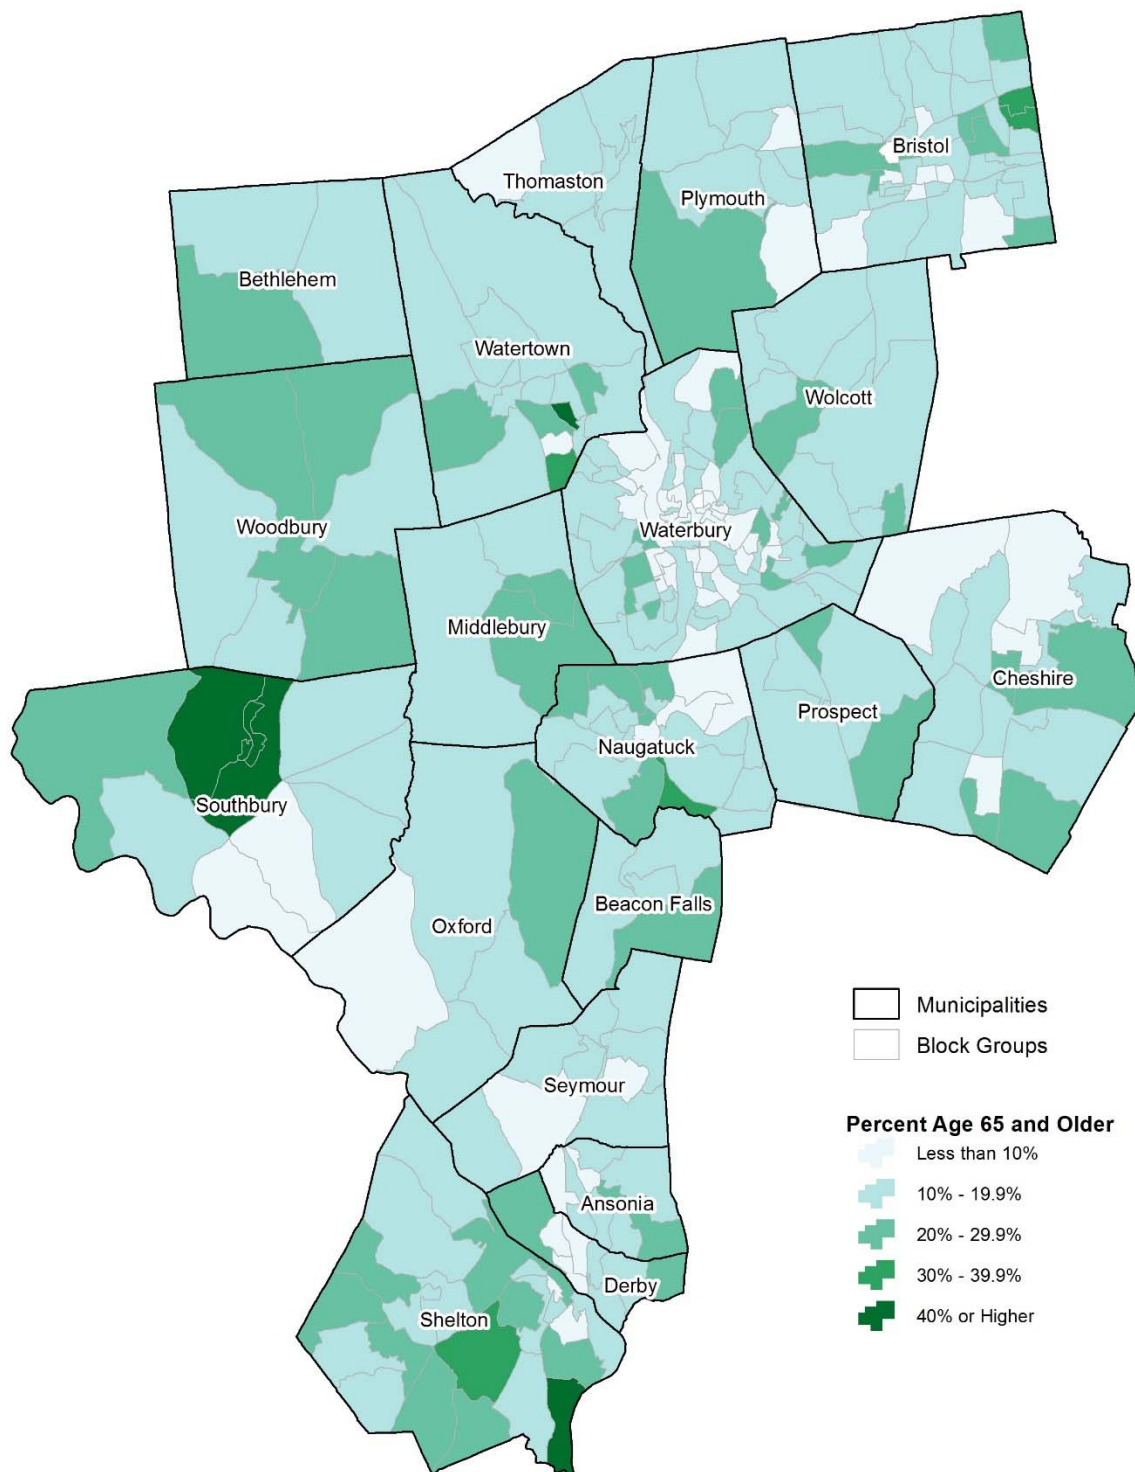 Bristol
Thomaston
Plymouth
Bethlehem
Watertown
Wolcott
Woodbury
Waterbury
Middlebury
Cheshire
Prospect
Naugatuck
Southbury
Beacon Falls
Oxford
Seymour
Ansonia
Derby
Shelton
Municipalities
Block Groups
Percent Age 65 and Older
Less than 10%
10% - 19.9%
20% - 29.9%
30% - 39.9%
40% or Higher